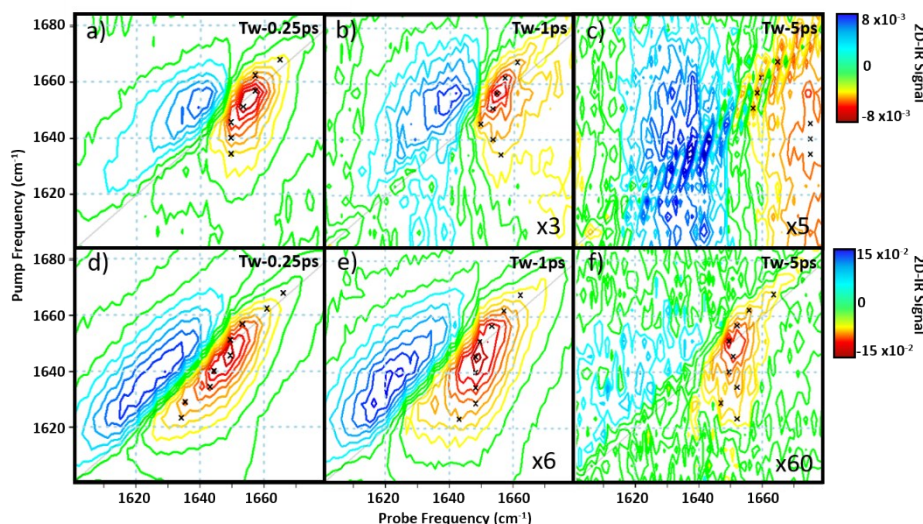 a) Tw-0.25ps b) Tw-1ps c) Tw-5ps
8 x10⁻³
0
-8 x10⁻³
2D-IR Signal
1680
1660
1640
1620
x3 x5
d) Tw-0.25ps e) Tw-1ps f) Tw-5ps
15 x10⁻²
0
-15 x10⁻²
2D-IR Signal
1680
1660
1640
1620
x6 x60
Pump Frequency (cm⁻¹)
1620 1640 1660 1620 1640 1660 1620 1640 1660
Probe Frequency (cm⁻¹)